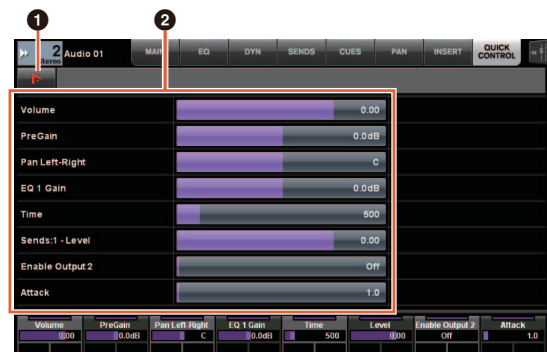 1 2
2 Audio 01 MAIN EQ DYN SENDS CUES PAN INSERT QUICK CONTROL
Stereo
Volume 0.00
PreGain 0.0dB
Pan Left-Right C
EQ 1 Gain 0.0dB
Time 500
Sends:1 - Level 0.00
Enable Output 2 Off
Attack 1.0
Volume PreGain Pan Left-Right EQ 1 Gain Time Level Enable Output 2 Attack
0.00 0.0dB C 0.0dB 500 0.00 Off 1.0